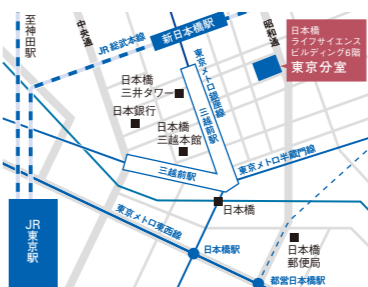 至神田駅
中央通
JR 総武本線
新日本橋駅
昭和通
日本橋
ライフサイエンス
ビルディング6階
東京分室
東京メトロ銀座線
三越前駅
日本橋
三井タワー
日本銀行
日本橋
三越本館
三越前駅
東京メトロ半蔵門線
東京メトロ東西線
日本橋
JR
東京駅
日本橋駅
日本橋
郵便局
都営日本橋駅